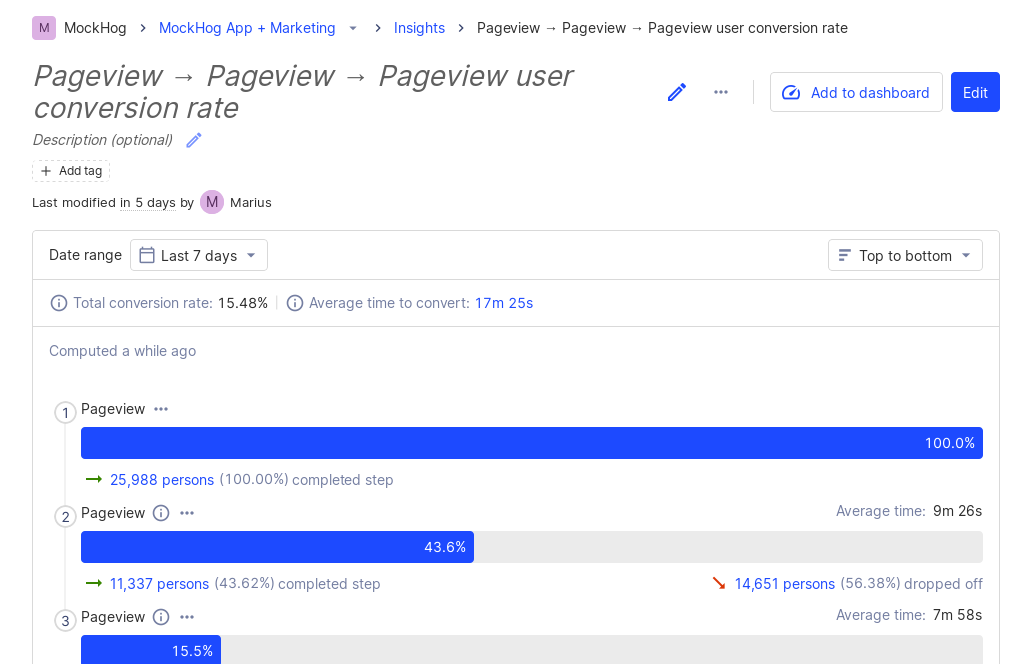 M MockHog MockHog App + Marketing Insights Pageview → Pageview → Pageview user conversion rate
Pageview → Pageview → Pageview user
conversion rate
Add to dashboard
Edit
Description (optional)
Add tag
Last modified in 5 days by M Marius
Date range Last 7 days Top to bottom
Total conversion rate: 15.48% Average time to convert: 17m 25s
Computed a while ago
1 Pageview
100.0%
25,988 persons (100.00%) completed step
2 Pageview Average time: 9m 26s
43.6%
11,337 persons (43.62%) completed step 14,651 persons (56.38%) dropped off
3 Pageview Average time: 7m 58s
15.5%